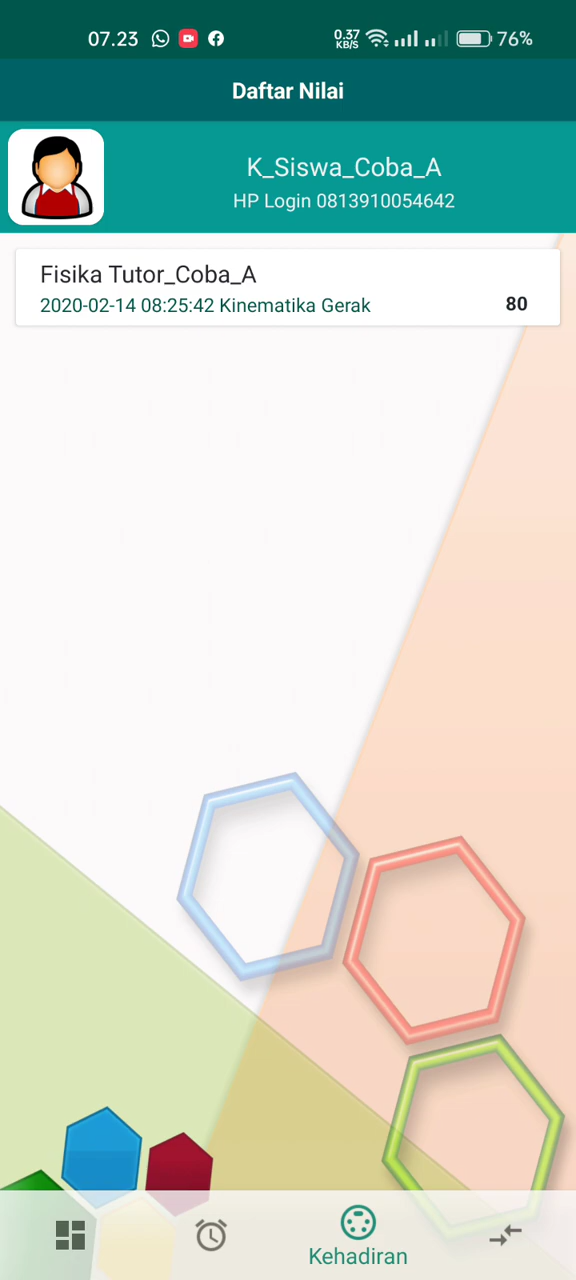 07.23 0.37 KB/S 76%
Daftar Nilai
K_Siswa_Coba_A
HP Login 0813910054642
Fisika Tutor_Coba_A
2020-02-14 08:25:42 Kinematika Gerak 80
Kehadiran